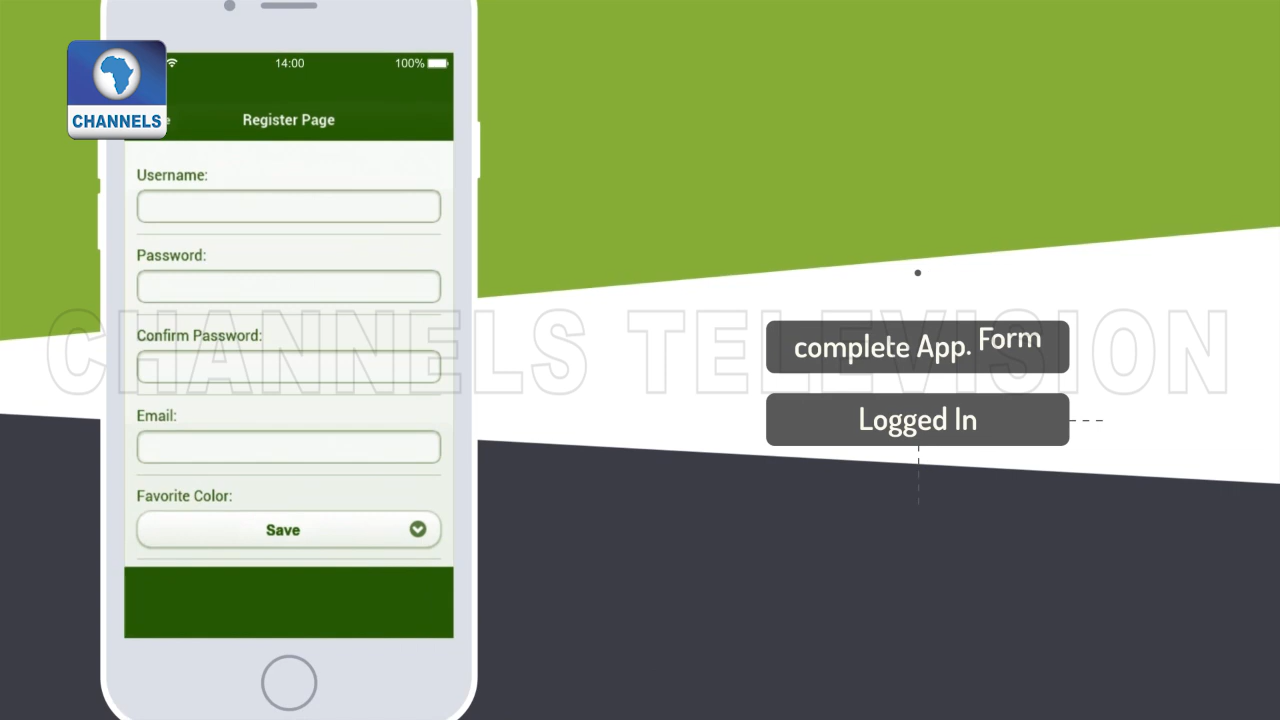 14:00
100%
CHANNELS
Register Page
Username:
Password:
Confirm Password:
Email:
Favorite Color:
Save
CHANNELS TELEVISION
complete App. Form
Logged In